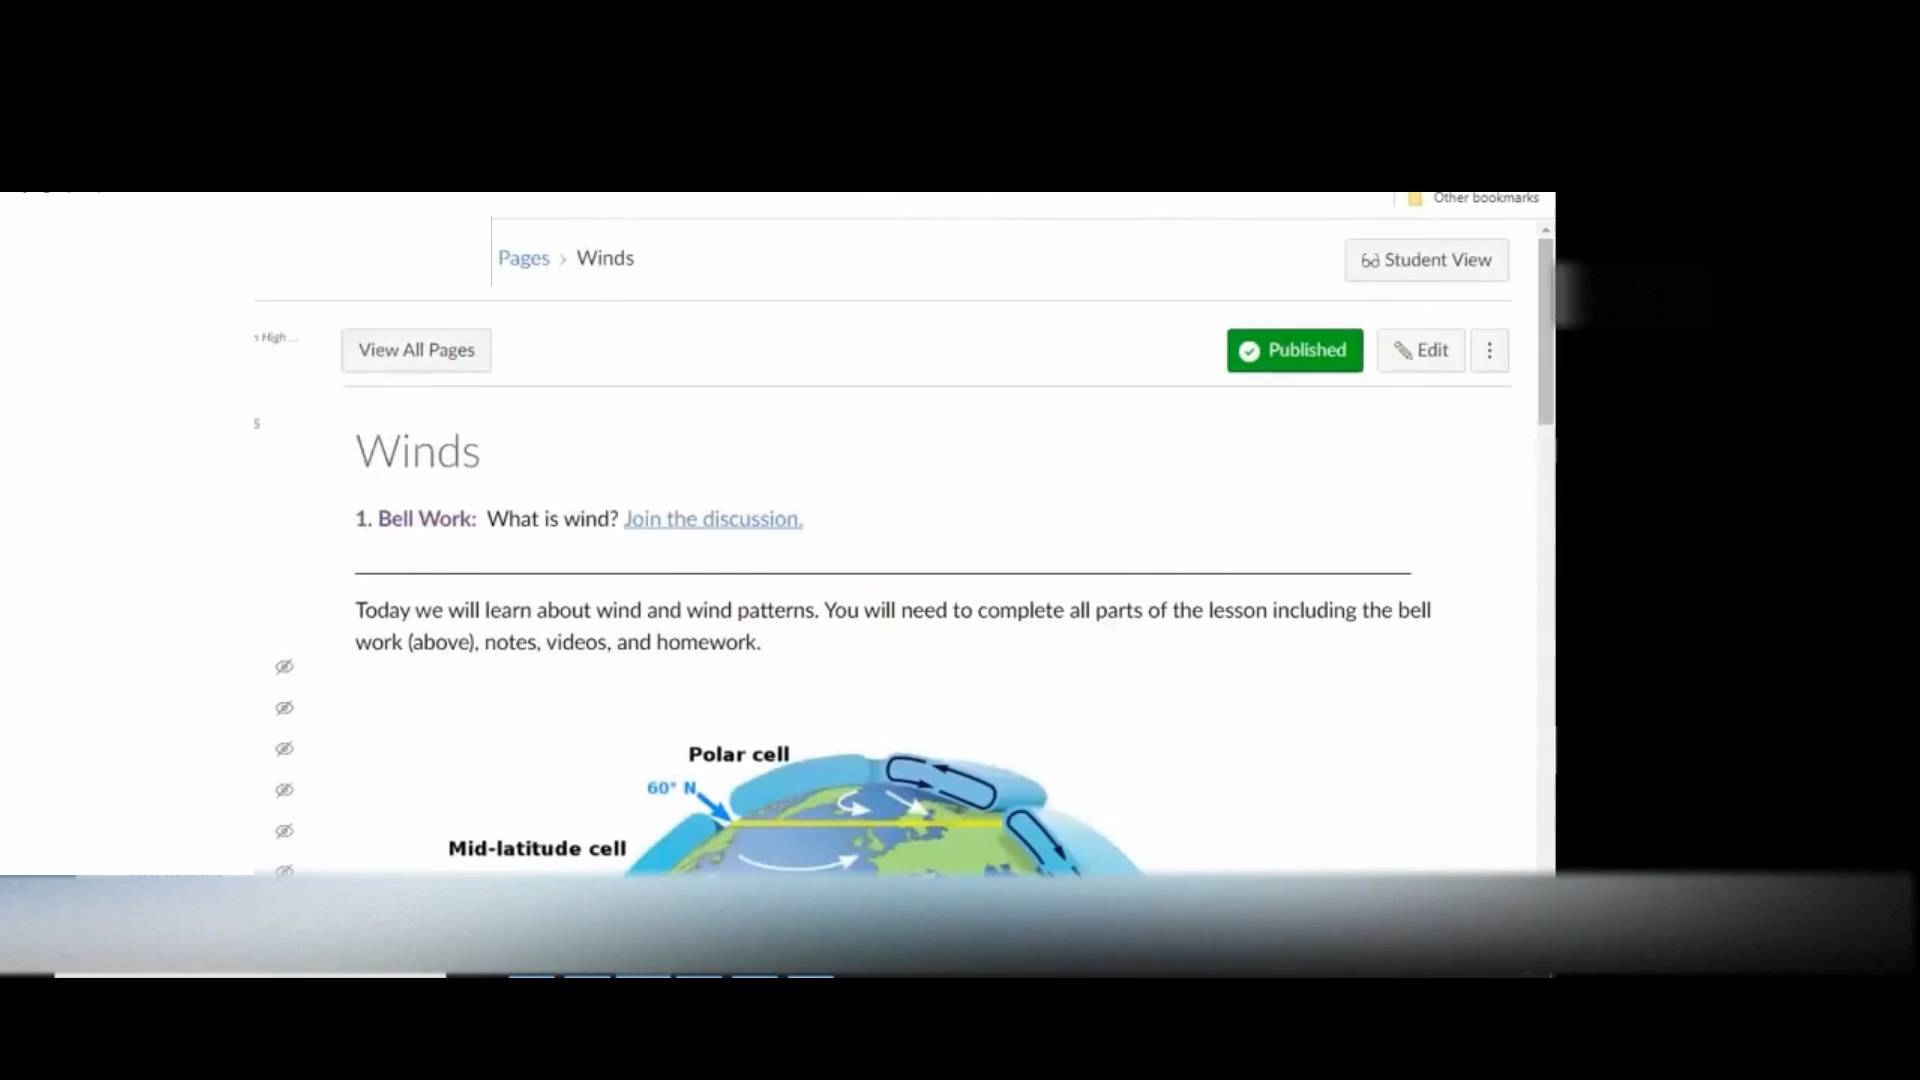 Other bookmarks
Pages > Winds
Student View
High ...
View All Pages
Published
Edit
Winds
1. Bell Work: What is wind? Join the discussion.
Today we will learn about wind and wind patterns. You will need to complete all parts of the lesson including the bell
work (above), notes, videos, and homework.
Polar cell
60° N
Mid-latitude cell